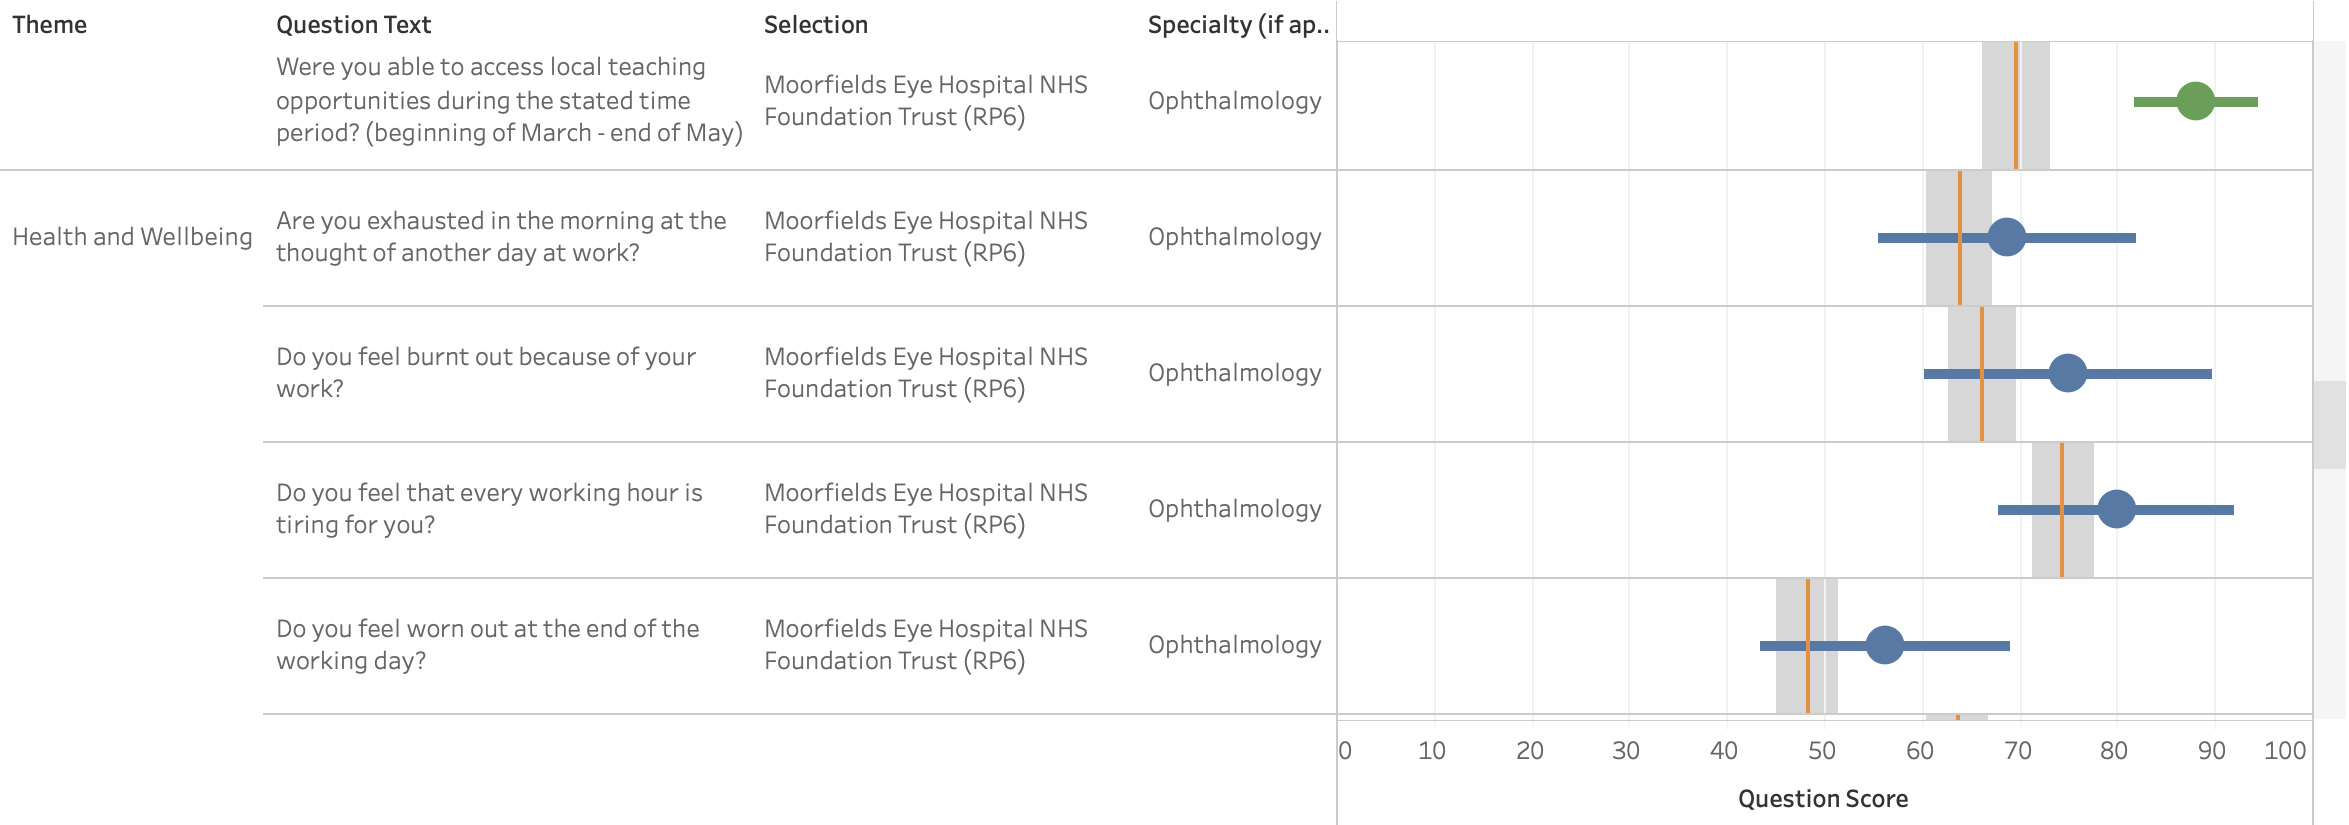 Theme
Question Text
Selection
Specialty (if ap..
Were you able to access local teaching
opportunities during the stated time
period? (beginning of March - end of May)
Moorfields Eye Hospital NHS
Foundation Trust (RP6)
Ophthalmology
Health and Wellbeing
Are you exhausted in the morning at the
thought of another day at work?
Moorfields Eye Hospital NHS
Foundation Trust (RP6)
Ophthalmology
Do you feel burnt out because of your
work?
Moorfields Eye Hospital NHS
Foundation Trust (RP6)
Ophthalmology
Do you feel that every working hour is
tiring for you?
Moorfields Eye Hospital NHS
Foundation Trust (RP6)
Ophthalmology
Do you feel worn out at the end of the
working day?
Moorfields Eye Hospital NHS
Foundation Trust (RP6)
Ophthalmology
0 10 20 30 40 50 60 70 80 90 100
Question Score